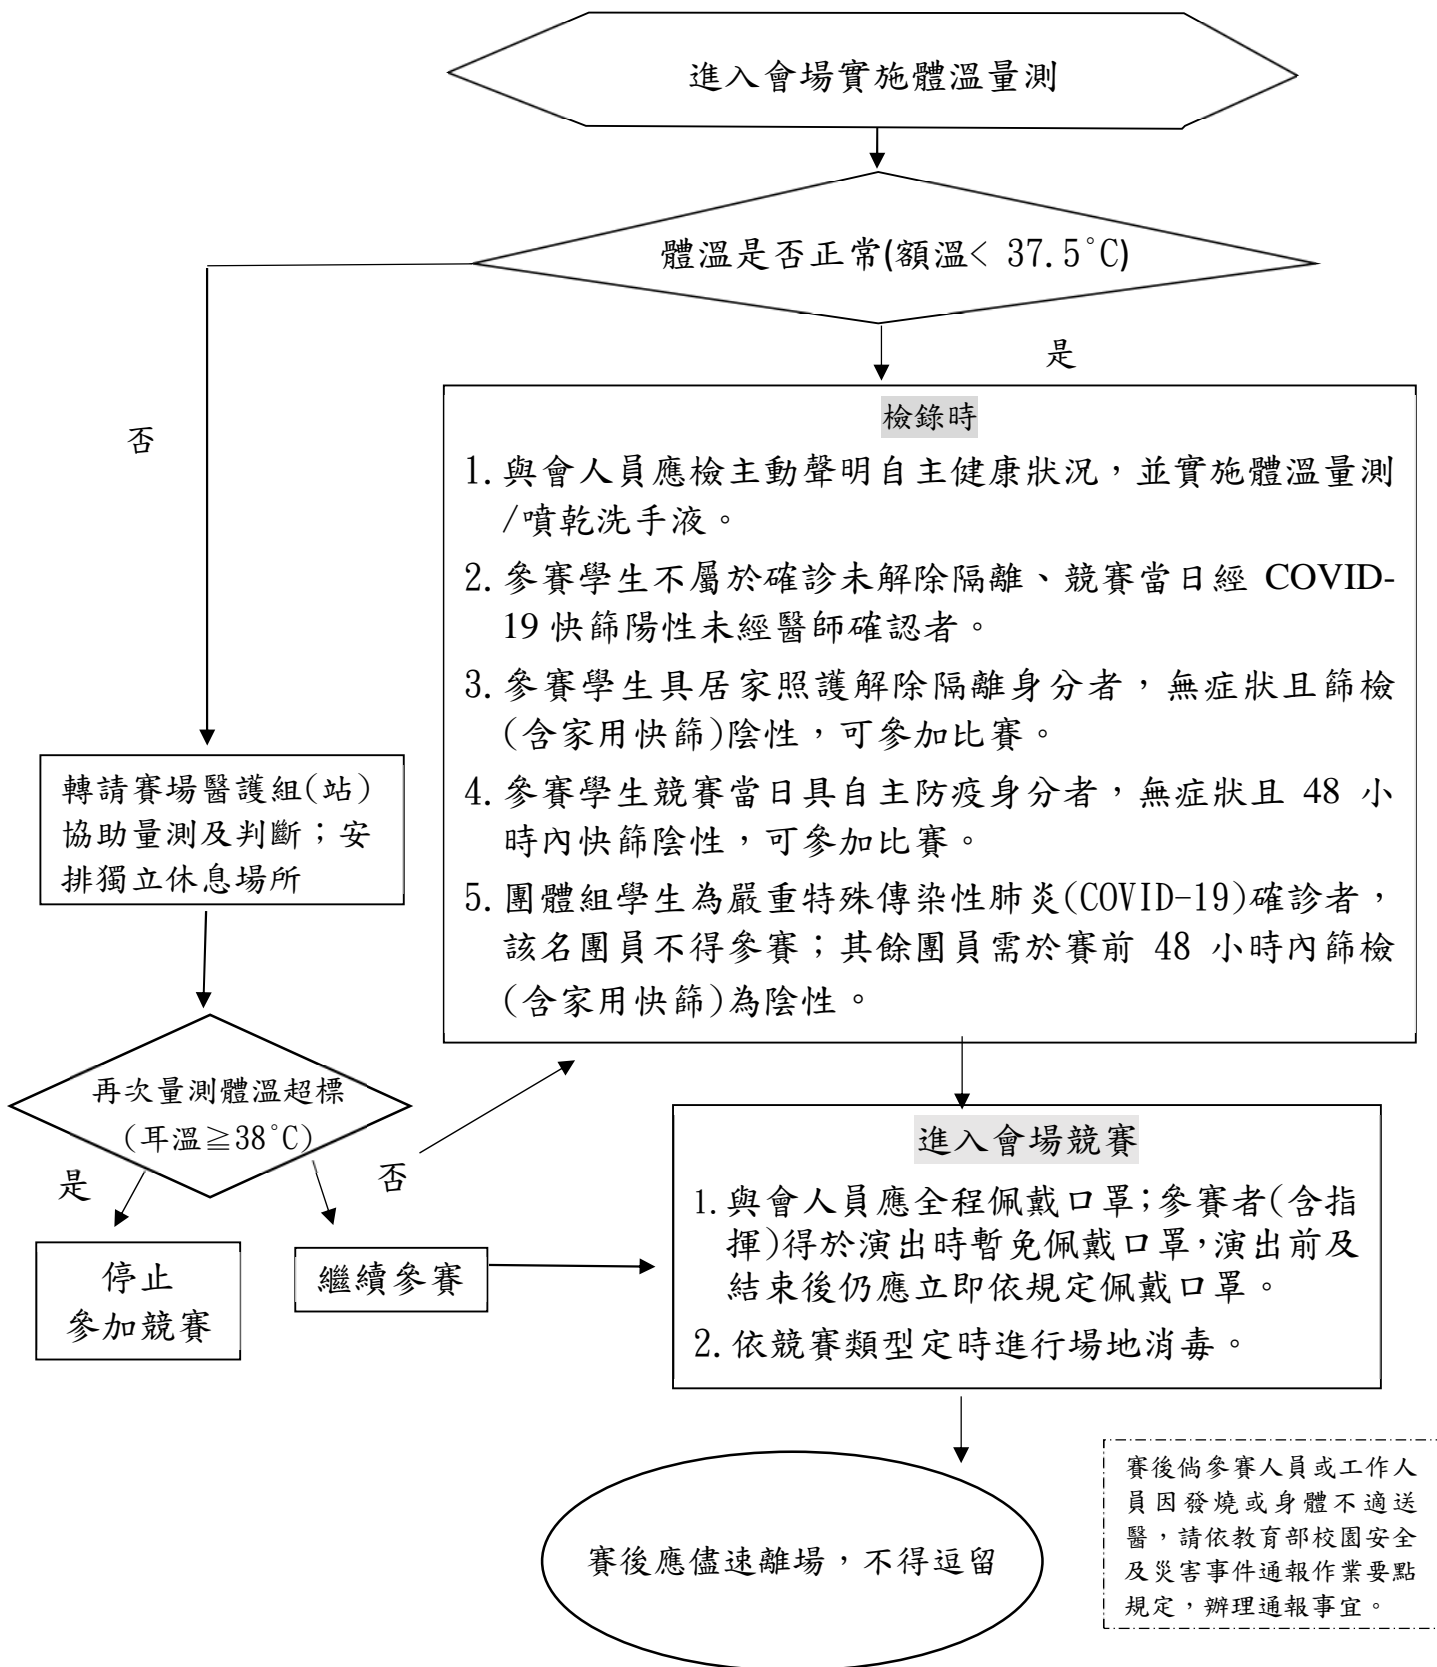 進入會場實施體溫量測
體溫是否正常(額溫< 37.5°C)
是
否
檢錄時
1. 與會人員應檢主動聲明自主健康狀況，並實施體溫量測
/噴乾洗手液。
2. 參賽學生不屬於確診未解除隔離、競賽當日經 COVID-
19 快篩陽性未經醫師確認者。
3. 參賽學生具居家照護解除隔離身分者，無症狀且篩檢
(含家用快篩)陰性，可參加比賽。
4. 參賽學生競賽當日具自主防疫身分者，無症狀且 48 小
時內快篩陰性，可參加比賽。
5. 團體組學生為嚴重特殊傳染性肺炎(COVID-19)確診者，
該名團員不得參賽；其餘團員需於賽前 48 小時內篩檢
(含家用快篩)為陰性。
轉請賽場醫護組(站)
協助量測及判斷；安
排獨立休息場所
再次量測體溫超標
(耳溫≧38°C)
是
否
停止
參加競賽
繼續參賽
進入會場競賽
1. 與會人員應全程佩戴口罩;參賽者(含指
揮)得於演出時暫免佩戴口罩,演出前及
結束後仍應立即依規定佩戴口罩。
2. 依競賽類型定時進行場地消毒。
賽後應儘速離場，不得逗留
賽後倘參賽人員或工作人
員因發燒或身體不適送
醫，請依教育部校園安全
及災害事件通報作業要點
規定，辦理通報事宜。